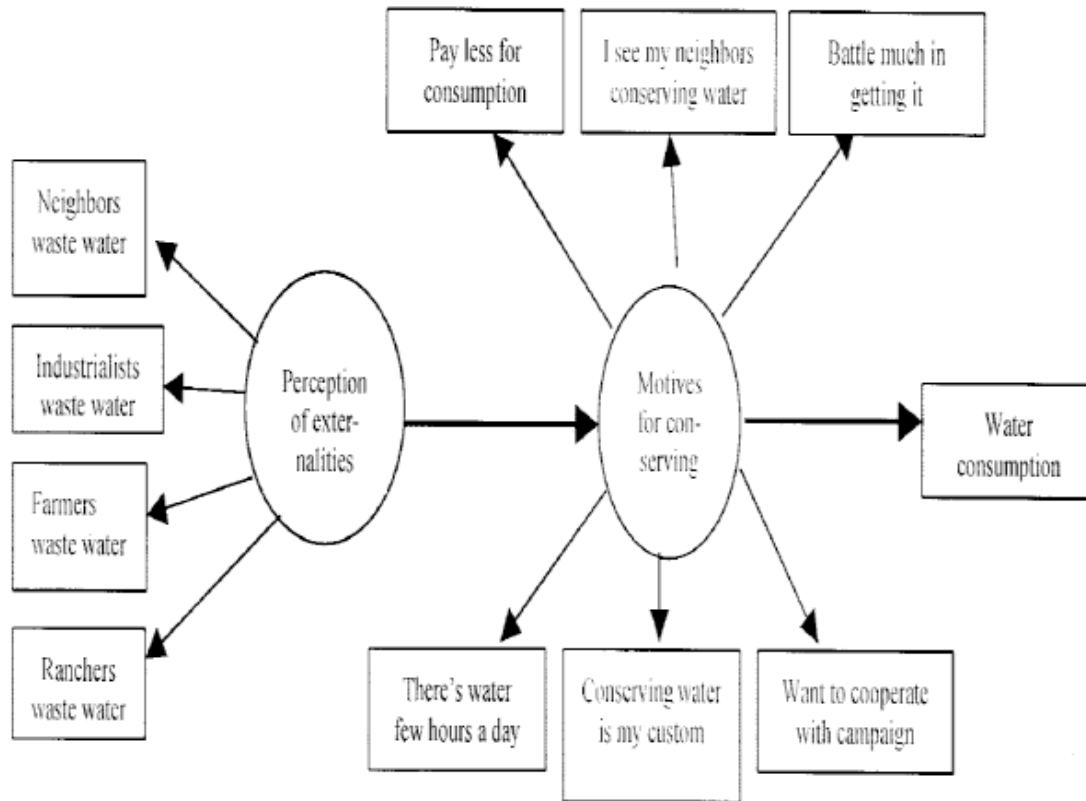 Pay less for
consumption
I see my neighbors
conserving water
Battle much in
getting it
Neighbors
waste water
Industrialists
waste water
Farmers
waste water
Ranchers
waste water
Perception
of exter-
nalities
Motives
for con-
serving
Water
consumption
There's water
few hours a day
Conserving water
is my custom
Want to cooperate
with campaign